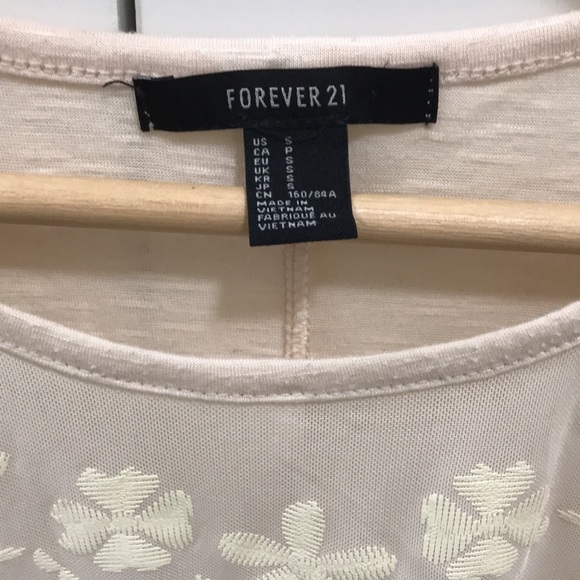 FOREVER 21
US S
CA P
EU S
UK S
KR S
JP S
CN 160/84A
MADE IN
VIETNAM
FABRIQUÉ AU
VIETNAM